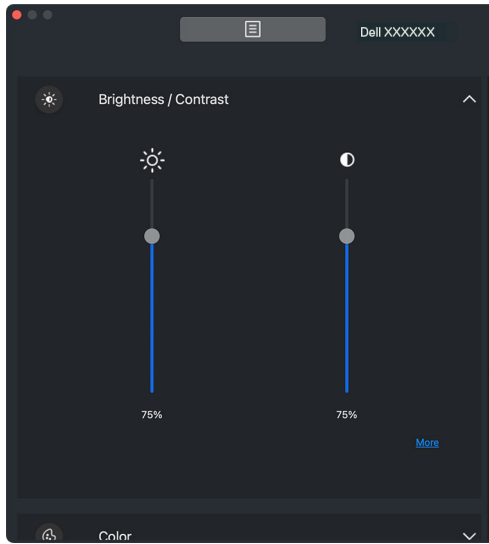 Dell XXXXXX
Brightness / Contrast
75% 75%
More
Color